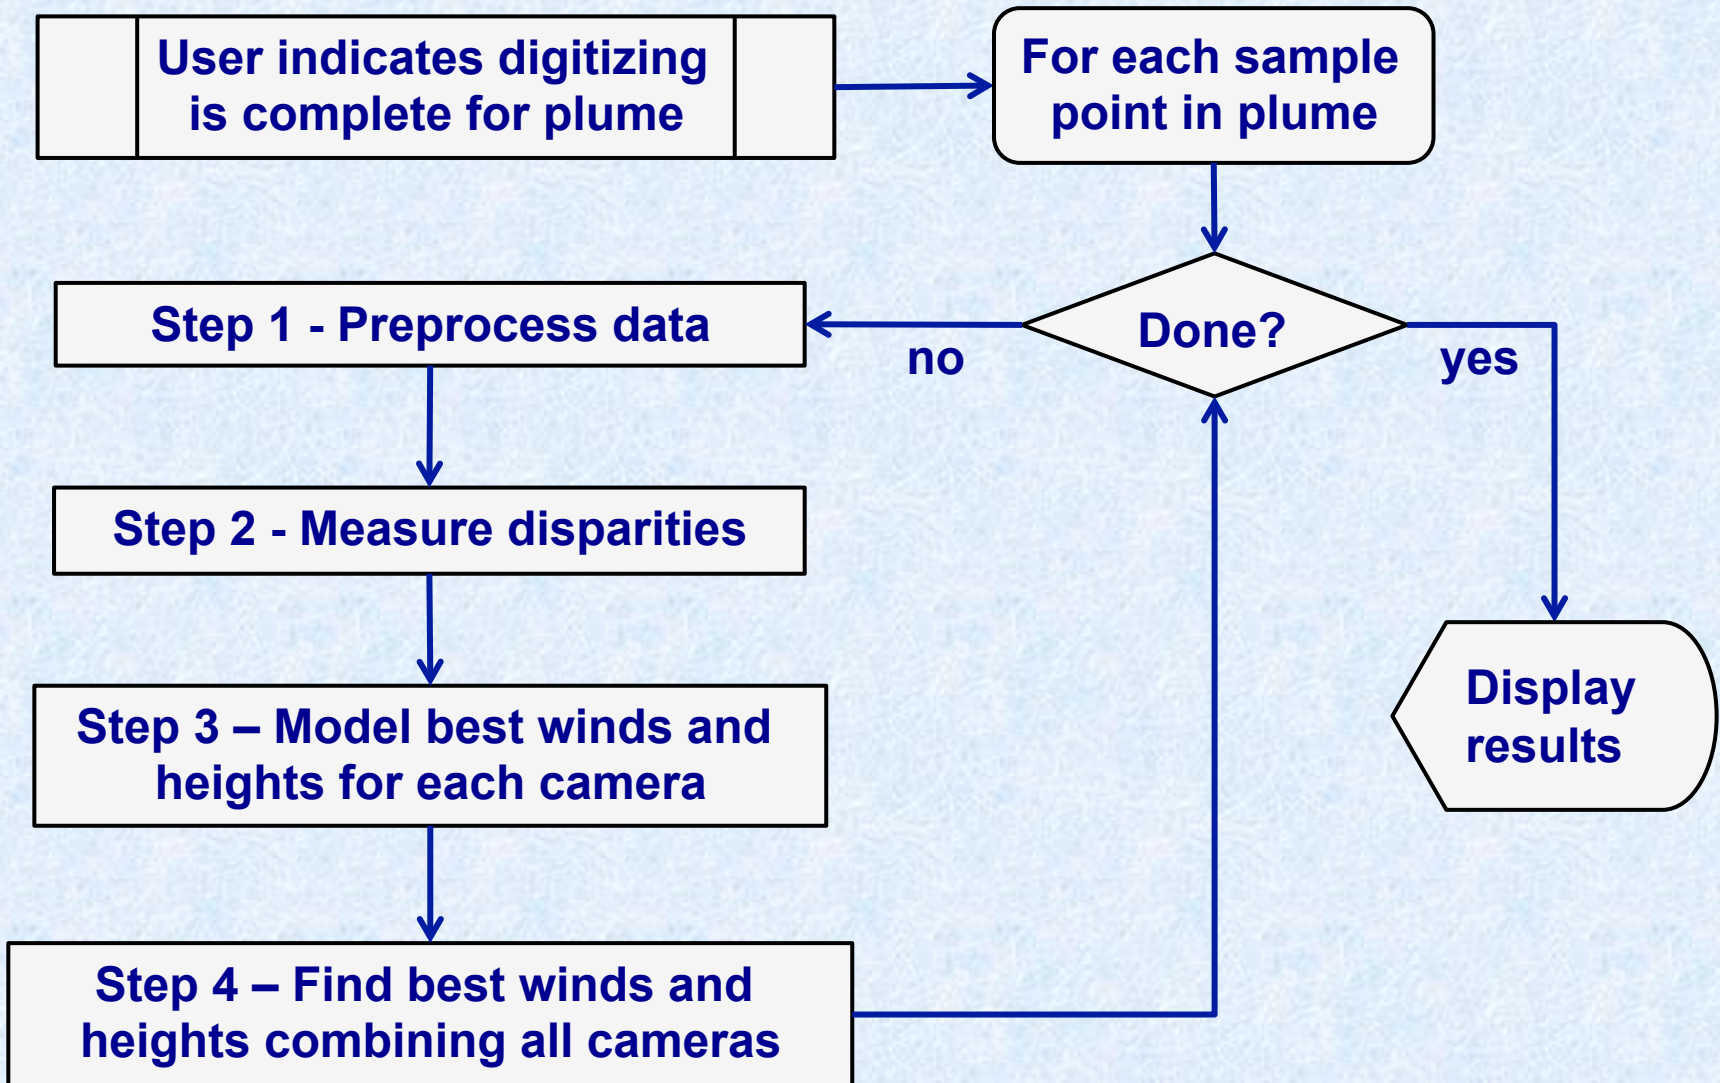 User indicates digitizing
is complete for plume
For each sample
point in plume
Done?
no
yes
Step 1 - Preprocess data
Step 2 - Measure disparities
Step 3 – Model best winds and
heights for each camera
Step 4 – Find best winds and
heights combining all cameras
Display
results